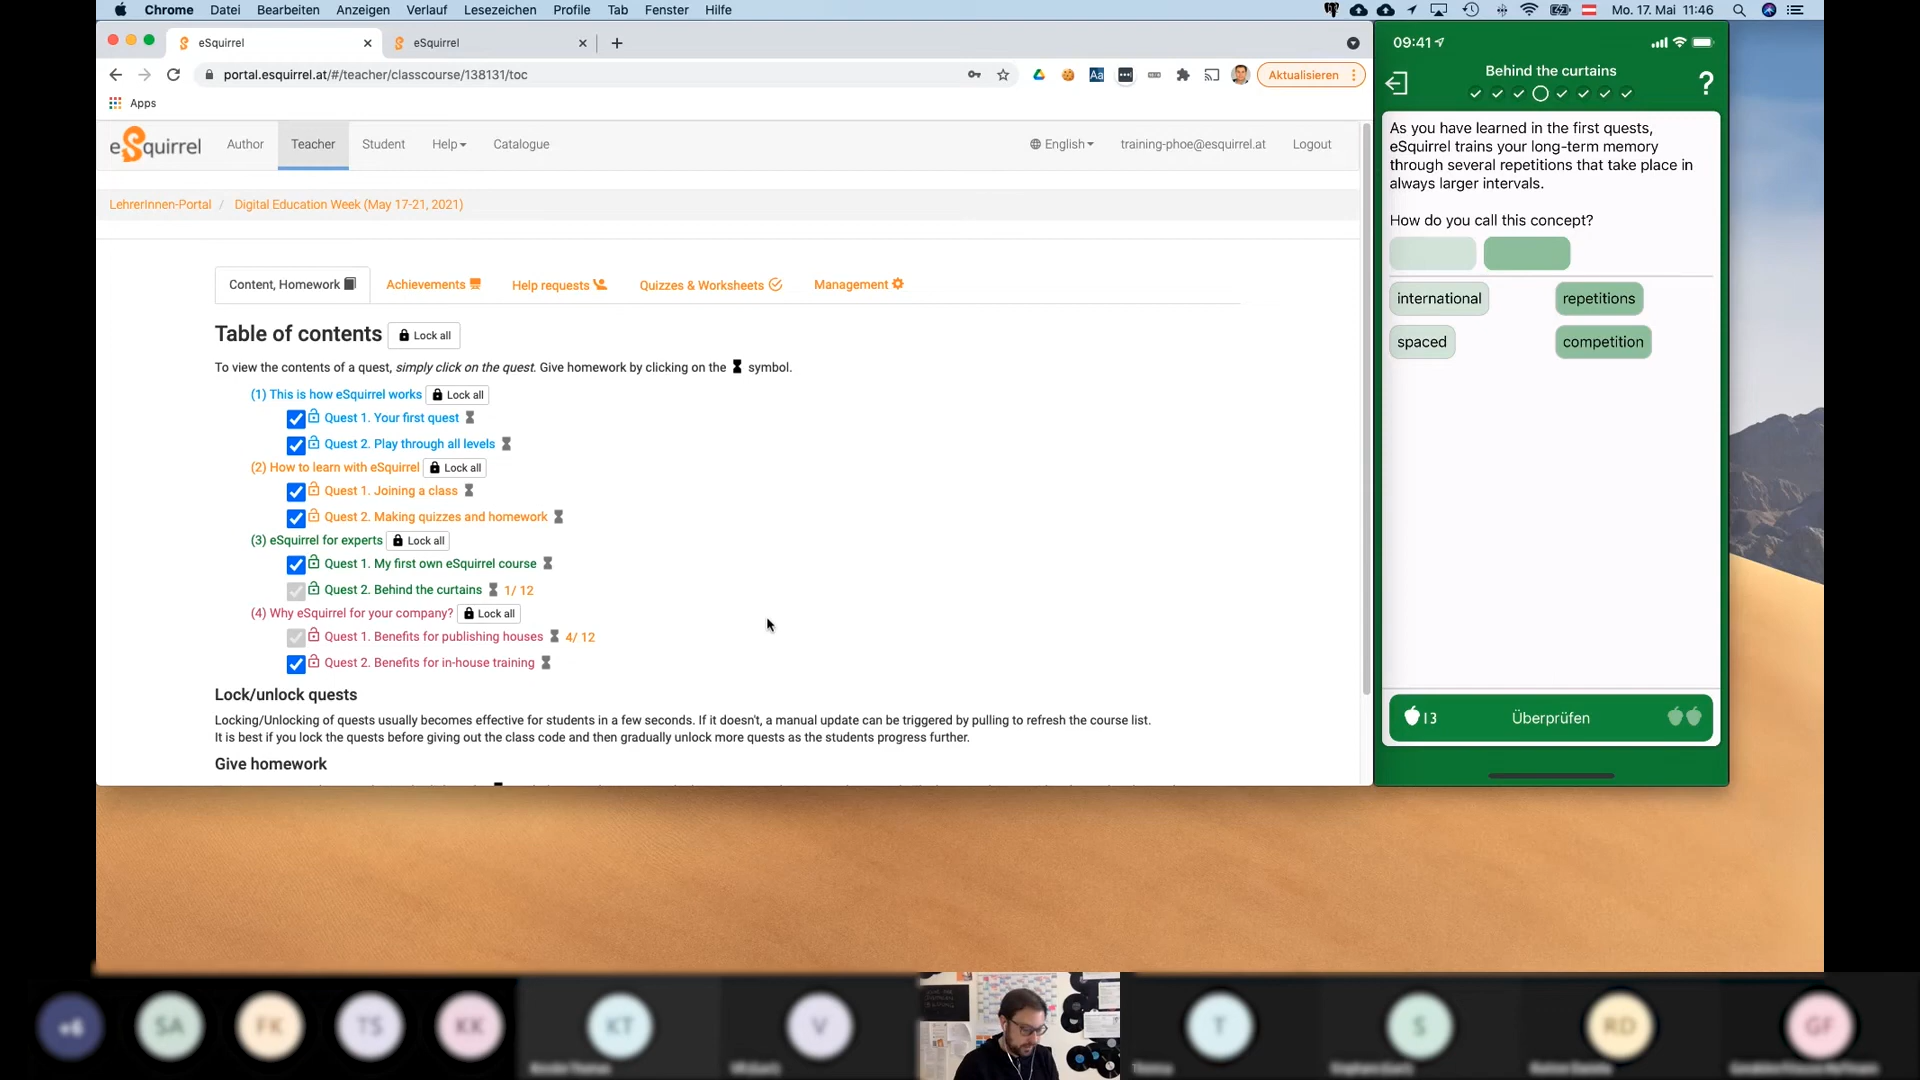 Chrome Datei Bearbeiten Anzeigen Verlauf Lesezeichen Profile Tab Fenster Hilfe
Mo. 17. Mai 11:46
eSquirrel
eSquirrel
portal.esquirrel.at/#/teacher/classcourse/138131/toc
Aktualisieren
Apps
eSquirrel Author Teacher Student Help Catalogue English training-phoe@esquirrel.at Logout
LehrerInnen-Portal / Digital Education Week (May 17-21, 2021)
Content, Homework Achievements Help requests Quizzes & Worksheets Management
Table of contents Lock all
To view the contents of a quest, simply click on the quest. Give homework by clicking on the symbol.
(1) This is how eSquirrel works Lock all
Quest 1. Your first quest
Quest 2. Play through all levels
(2) How to learn with eSquirrel Lock all
Quest 1. Joining a class
Quest 2. Making quizzes and homework
(3) eSquirrel for experts Lock all
Quest 1. My first own eSquirrel course
Quest 2. Behind the curtains 1/ 12
(4) Why eSquirrel for your company? Lock all
Quest 1. Benefits for publishing houses 4/ 12
Quest 2. Benefits for in-house training
Lock/unlock quests
Locking/Unlocking of quests usually becomes effective for students in a few seconds. If it doesn't, a manual update can be triggered by pulling to refresh the course list.
It is best if you lock the quests before giving out the class code and then gradually unlock more quests as the students progress further.
Give homework
09:41
Behind the curtains
?
As you have learned in the first quests,
eSquirrel trains your long-term memory
through several repetitions that take place in
always larger intervals.
How do you call this concept?
international repetitions
spaced competition
13 Überprüfen
+6 SA FK TS KK KT V T S RD GF